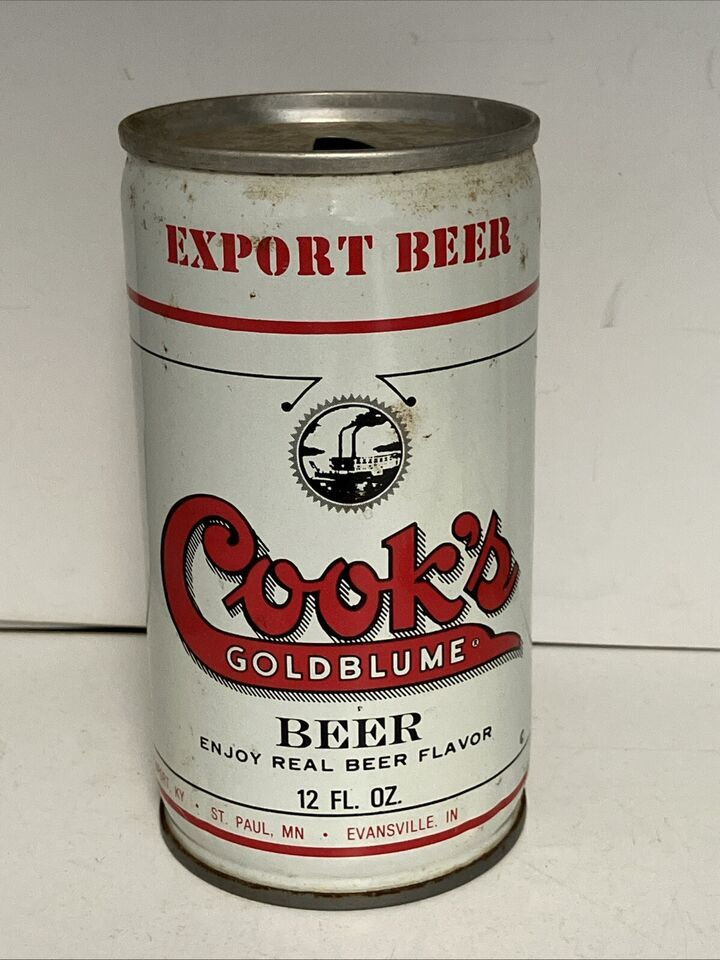 EXPORT BEER
Cook's
GOLDBLUME ®
BEER
ENJOY REAL BEER FLAVOR
12 FL. OZ.
KY • ST. PAUL, MN • EVANSVILLE, IN